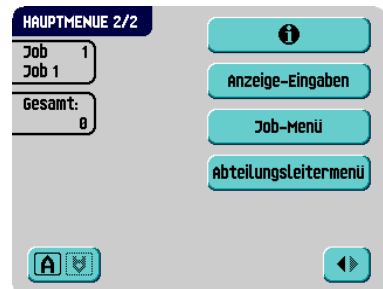 HAUPTMENUE 2/2
Job 1
Job 1
Gesamt:
0
i
Anzeige-Eingaben
Job-Menü
Abteilungsleitermenü
A